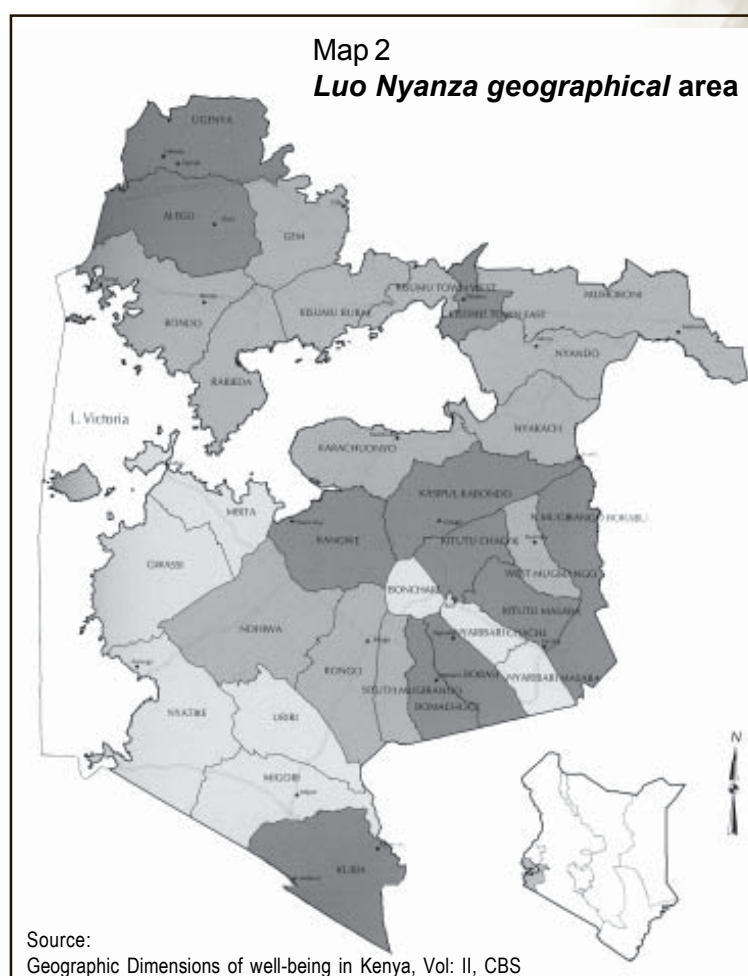 Map 2
Luo Nyanza geographical area
UGENYA
ALEGO
GEM
KISUMU TOWN WEST
MUHORONI
KISUMU RURAL
KISUMU TOWN EAST
BONDO
NYANDO
RARIEDA
L. Victoria
NYAKACH
KARACHUONYO
KASIPUL KABONDO
MBITA
N.MUGIRANGO BORABU
RANGWE
KITUTU CHACHE
GWASSI
WEST MUGIRANGO
BONCHARI
KITUTU MASABA
NDHIWA
NYARIBARI CHACHE
RONGO
SOUTH MUGIRANGO
BOBASI
NYARIBARI MASABA
BOMACHOGE
NYATIKE
URIRI
MIGORI
N
KURIA
Source:
Geographic Dimensions of well-being in Kenya, Vol: II, CBS